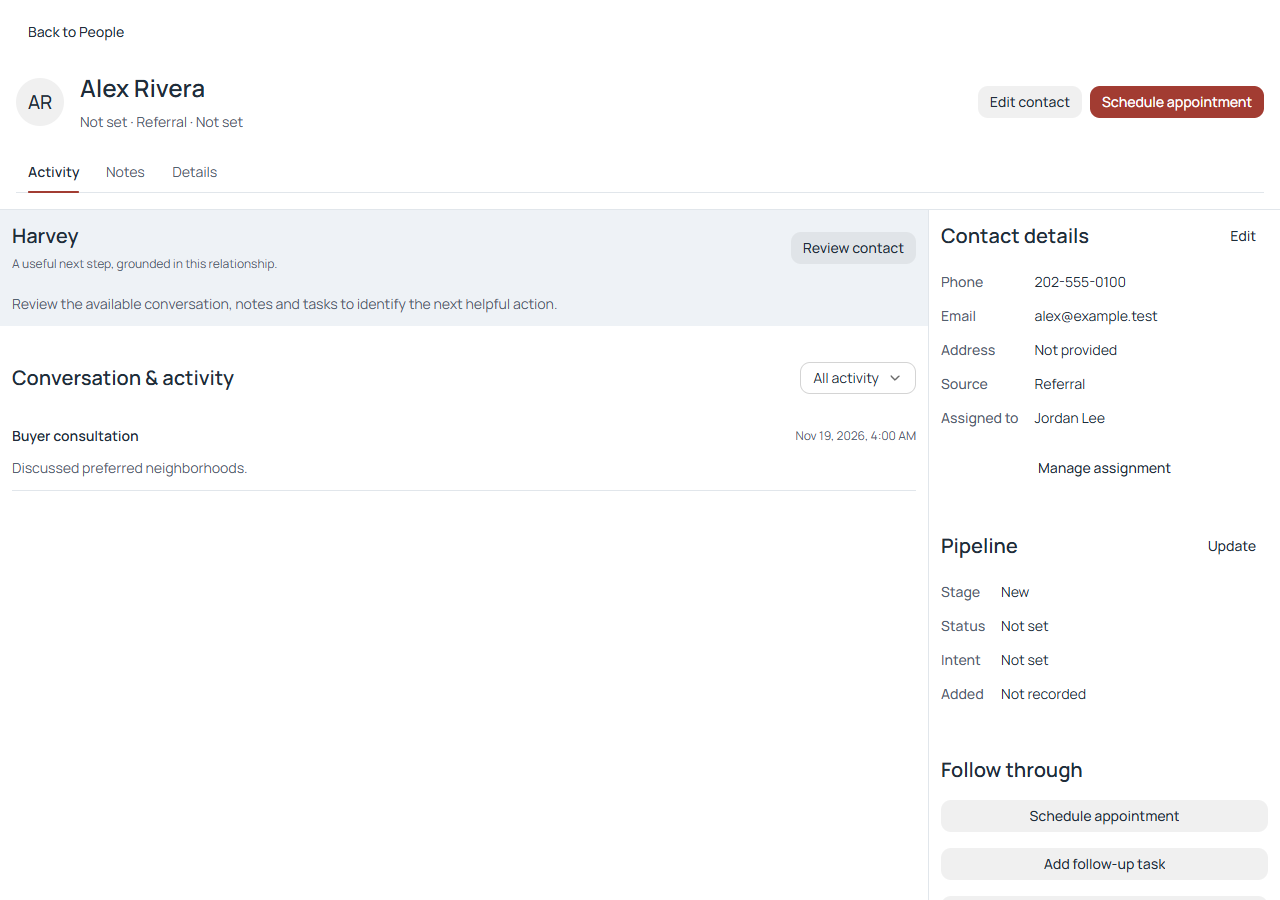 Back to People
AR
Alex Rivera
Not set · Referral · Not set
Edit contact
Schedule appointment
Activity
Notes
Details
Harvey
A useful next step, grounded in this relationship.
Review contact
Review the available conversation, notes and tasks to identify the next helpful action.
Conversation & activity
All activity
Buyer consultation
Nov 19, 2026, 4:00 AM
Discussed preferred neighborhoods.
Contact details
Edit
Phone 202-555-0100
Email alex@example.test
Address Not provided
Source Referral
Assigned to Jordan Lee
Manage assignment
Pipeline
Update
Stage New
Status Not set
Intent Not set
Added Not recorded
Follow through
Schedule appointment
Add follow-up task